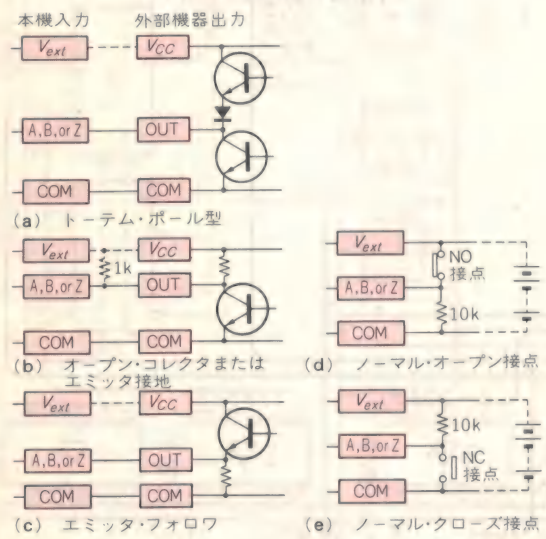 本機入力 外部機器出力
Vext VCC
A,B,or Z OUT
COM COM
(a) トーテム・ポール型
Vext VCC
1k
A,B,or Z OUT
COM COM
(b) オープン・コレクタまたは
エミッタ接地
Vext VCC
A,B,or Z OUT
COM COM
(c) エミッタ・フォロワ
Vext
NO
接点
A,B,or Z
10k
COM
(d) ノーマル・オープン接点
Vext
10k
A,B,or Z
NC
接点
COM
(e) ノーマル・クローズ接点